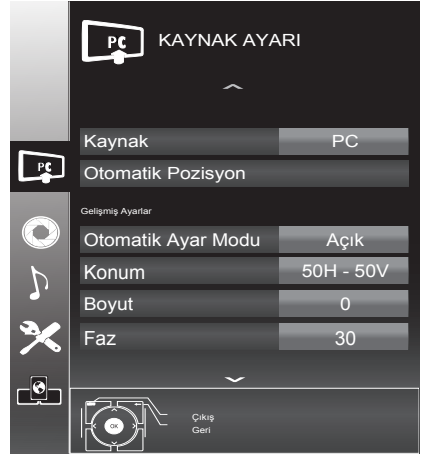 PC KAYNAK AYARI
Kaynak PC
Otomatik Pozisyon
PC
Gelişmiş Ayarlar
Otomatik Ayar Modu Açık
Konum 50H - 50V
Boyut 0
Faz 30
OK
Çıkış
Geri